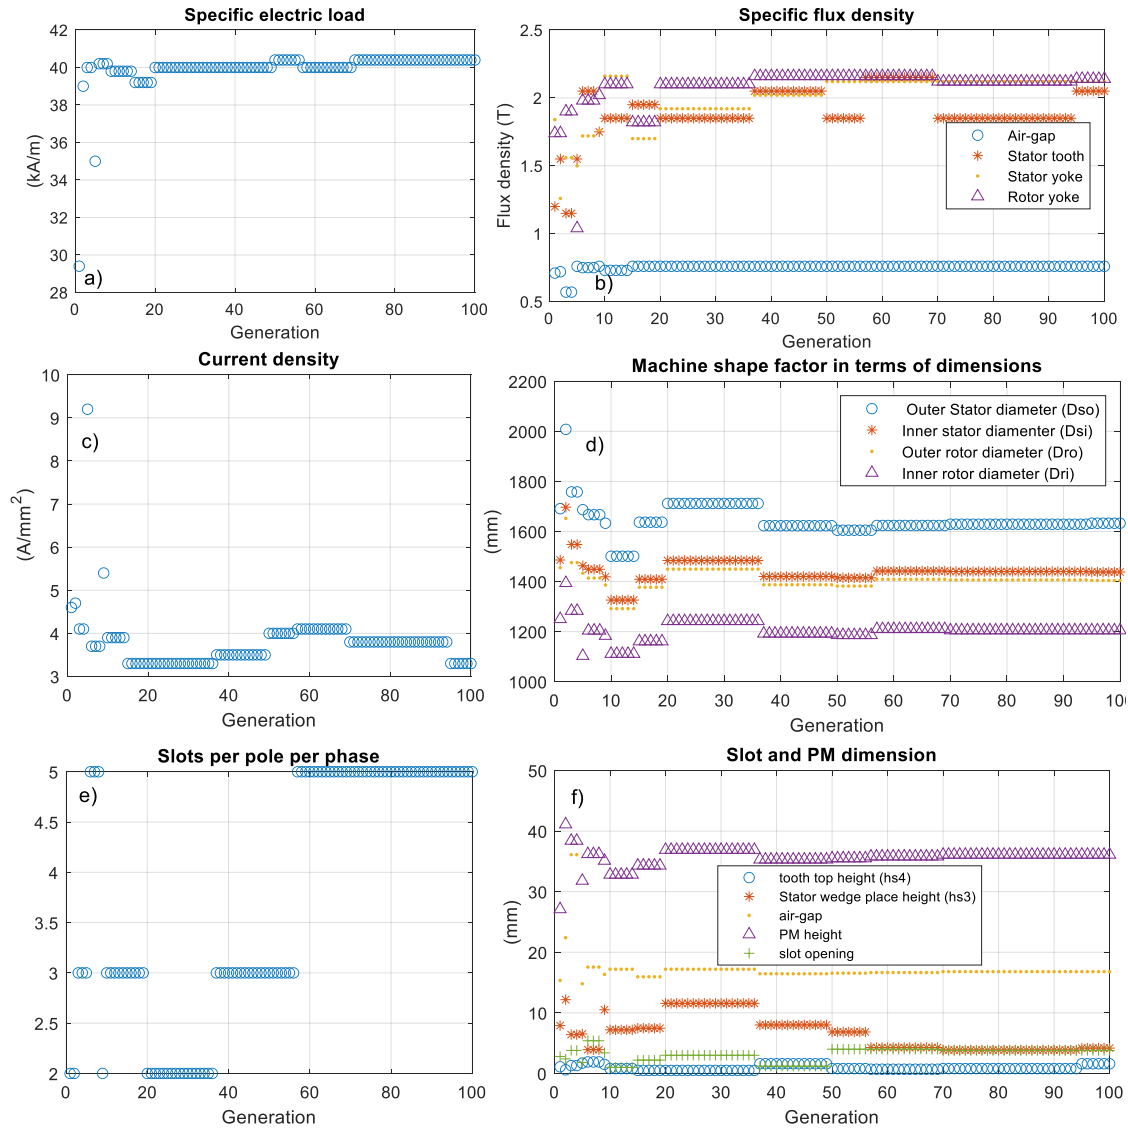 Specific electric load
42
40
38
36
34
32
30
28
(kA/m)
a)
0 20 40 60 80 100
Generation
Specific flux density
2.5
2
1.5
1
0.5
Flux density (T)
Air-gap
Stator tooth
Stator yoke
Rotor yoke
b)
0 10 20 30 40 50 60 70 80 90 100
Generation
Current density
10
9
8
7
6
5
4
3
(A/mm2)
c)
0 20 40 60 80 100
Generation
Machine shape factor in terms of dimensions
2200
2000
1800
1600
1400
1200
1000
(mm)
d)
Outer Stator diameter (Dso)
Inner stator diamenter (Dsi)
Outer rotor diameter (Dro)
Inner rotor diameter (Dri)
0 10 20 30 40 50 60 70 80 90 100
Generation
Slots per pole per phase
5
4.5
4
3.5
3
2.5
2
e)
0 20 40 60 80 100
Generation
Slot and PM dimension
50
40
30
20
10
0
(mm)
f)
tooth top height (hs4)
Stator wedge place height (hs3)
air-gap
PM height
slot opening
0 10 20 30 40 50 60 70 80 90 100
Generation